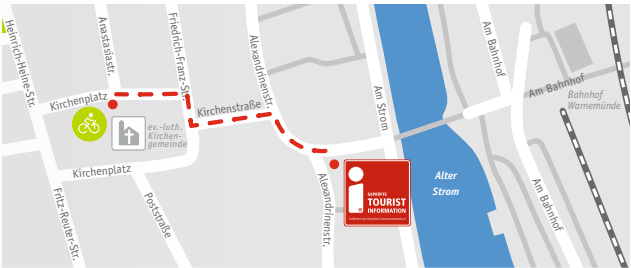 Heinrich-Heine-Str.
Anastasiastr.
Friedrich-Franz-Str.
Alexandrinenstr.
Am Bahnhof
Kirchenplatz
Kirchenstraße
Am Strom
Am Bahnhof
Bahnhof
Warnemünde
ev.-luth.
Kirchen-
gemeinde
Kirchenplatz
Fritz-Reuter-Str.
Poststraße
Alexandrinenstr.
GEPRÜFTE
TOURIST
INFORMATION
Alter
Strom
Am Bahnhof